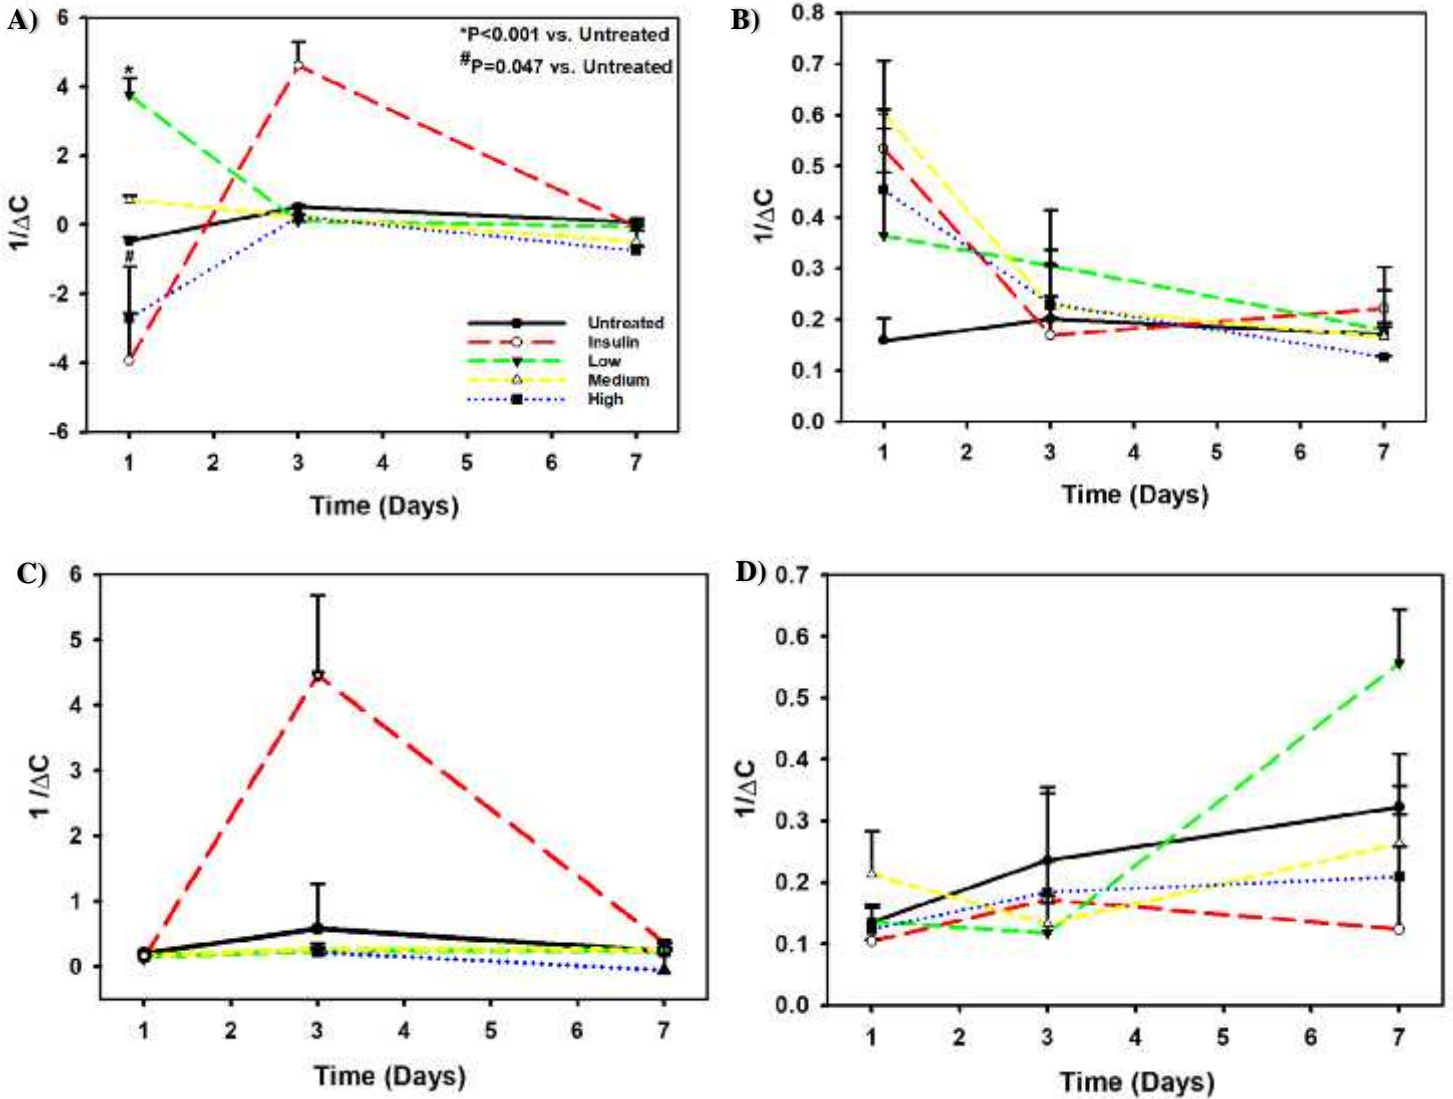 A)
6
4
2
0
-2
-4
-6
1/ΔC
*P<0.001 vs. Untreated
#P=0.047 vs. Untreated
*
#
Untreated
Insulin
Low
Medium
High
1 2 3 4 5 6 7
Time (Days)
B)
0.8
0.7
0.6
0.5
0.4
0.3
0.2
0.1
0.0
1/ΔC
1 2 3 4 5 6 7
Time (Days)
C)
6
5
4
3
2
1
0
1 /ΔC
1 2 3 4 5 6 7
Time (Days)
D)
0.7
0.6
0.5
0.4
0.3
0.2
0.1
0.0
1/ΔC
1 2 3 4 5 6 7
Time (Days)